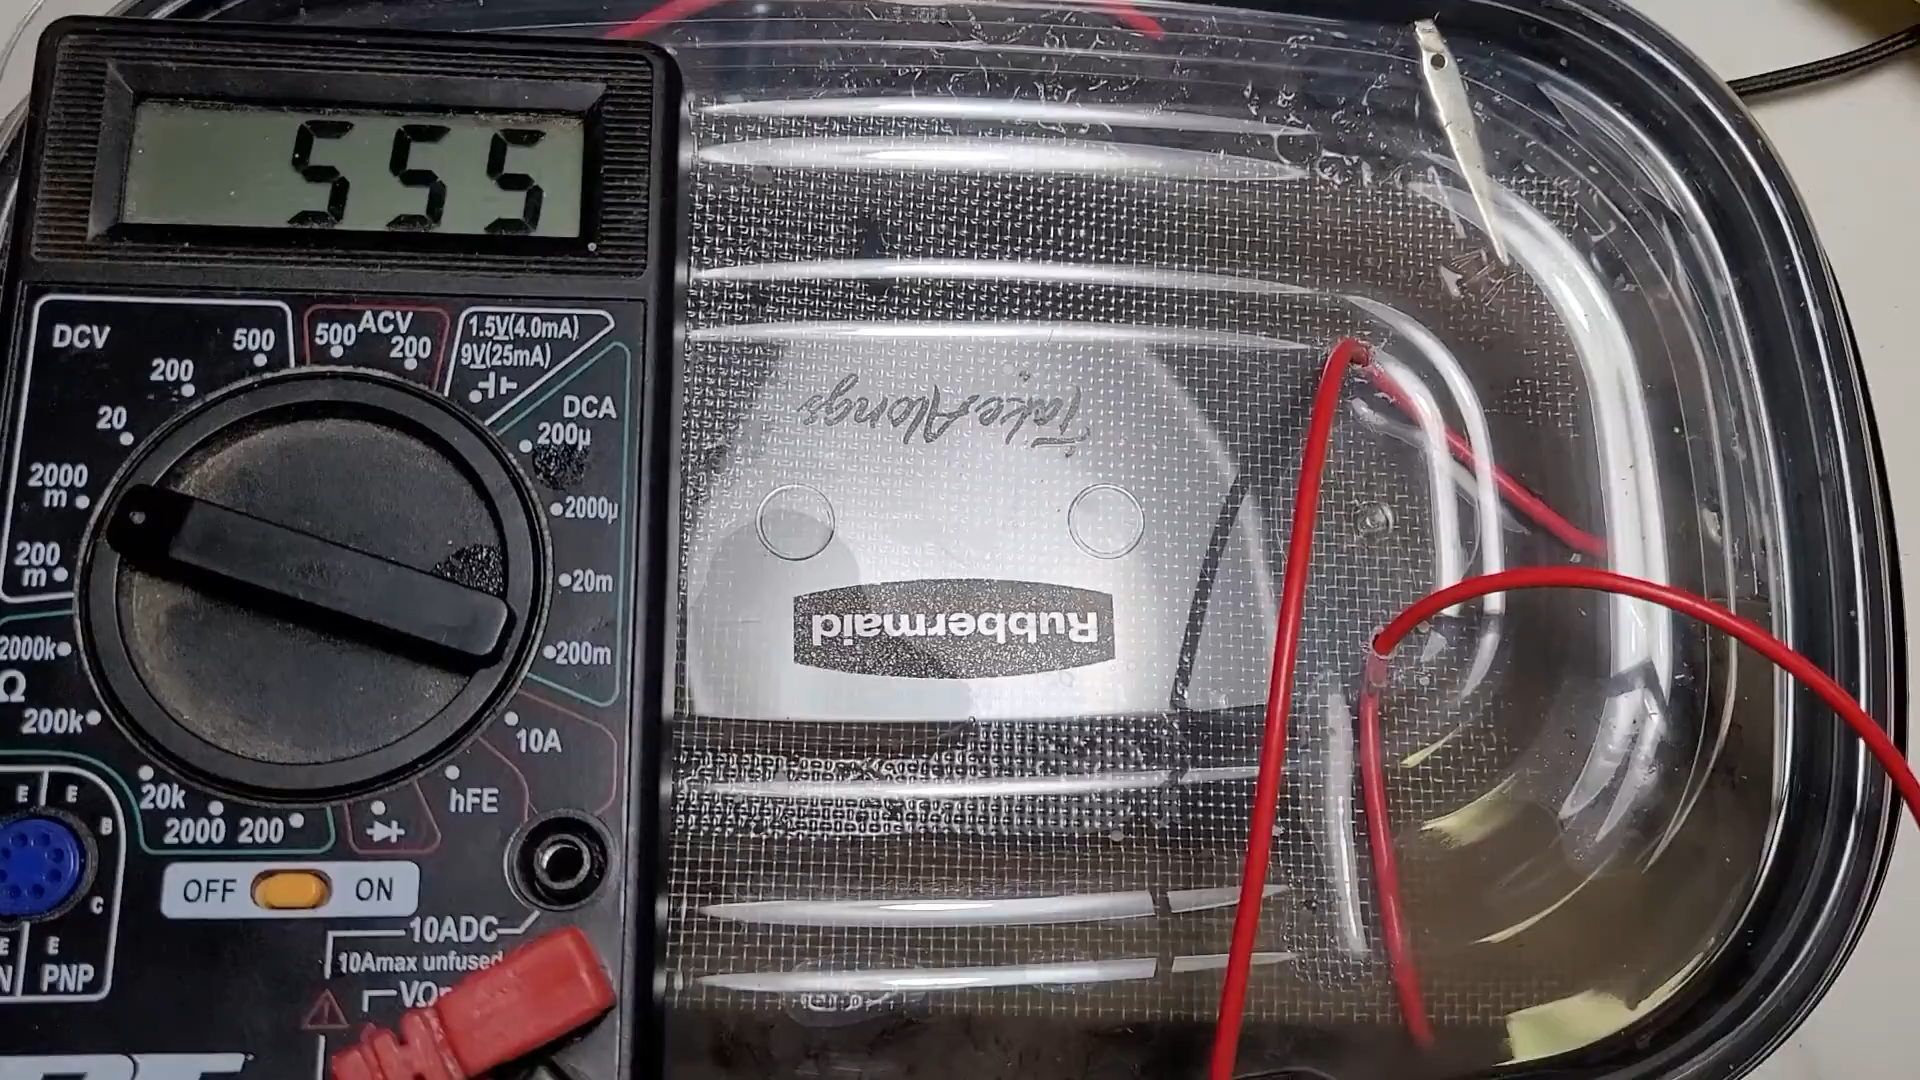 555
DCV
500
200
20
2000
m
200
m
500 ACV
200
1.5V(4.0mA)
9V(25mA)
DCA
200µ
2000µ
20m
200m
10A
hFE
2000k
Ω
200k
20k
2000
200
OFF
ON
E
E
B
C
E
N
E
PNP
10ADC
10Amax unfused
VΩ
TakeAlongs
Rubbermaid